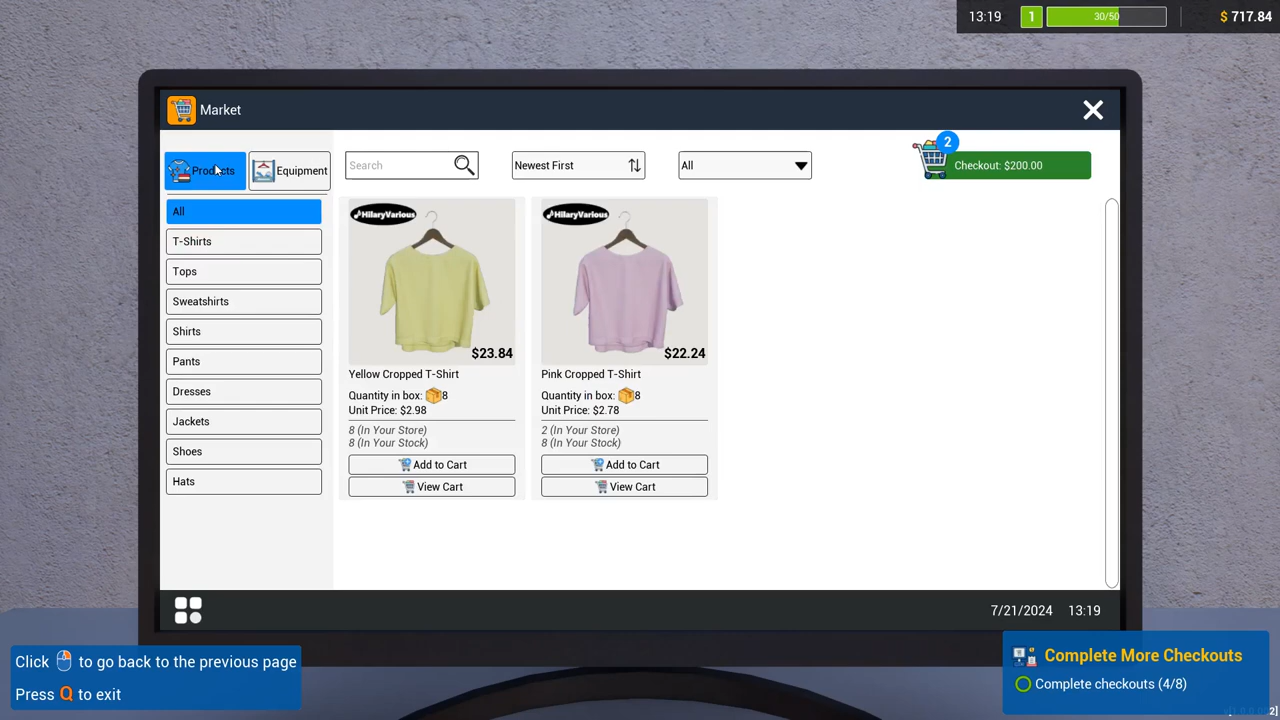 13:19 1 30/50 $ 717.84
Market
Products Equipment Search Newest First All 2 Checkout: $200.00
All
T-Shirts
Tops
Sweatshirts
Shirts
Pants
Dresses
Jackets
Shoes
Hats
HilaryVarious
$23.84
Yellow Cropped T-Shirt
Quantity in box: 8
Unit Price: $2.98
8 (In Your Store)
8 (In Your Stock)
Add to Cart
View Cart
HilaryVarious
$22.24
Pink Cropped T-Shirt
Quantity in box: 8
Unit Price: $2.78
2 (In Your Store)
8 (In Your Stock)
Add to Cart
View Cart
7/21/2024 13:19
Click to go back to the previous page
Press Q to exit
Complete More Checkouts
Complete checkouts (4/8)